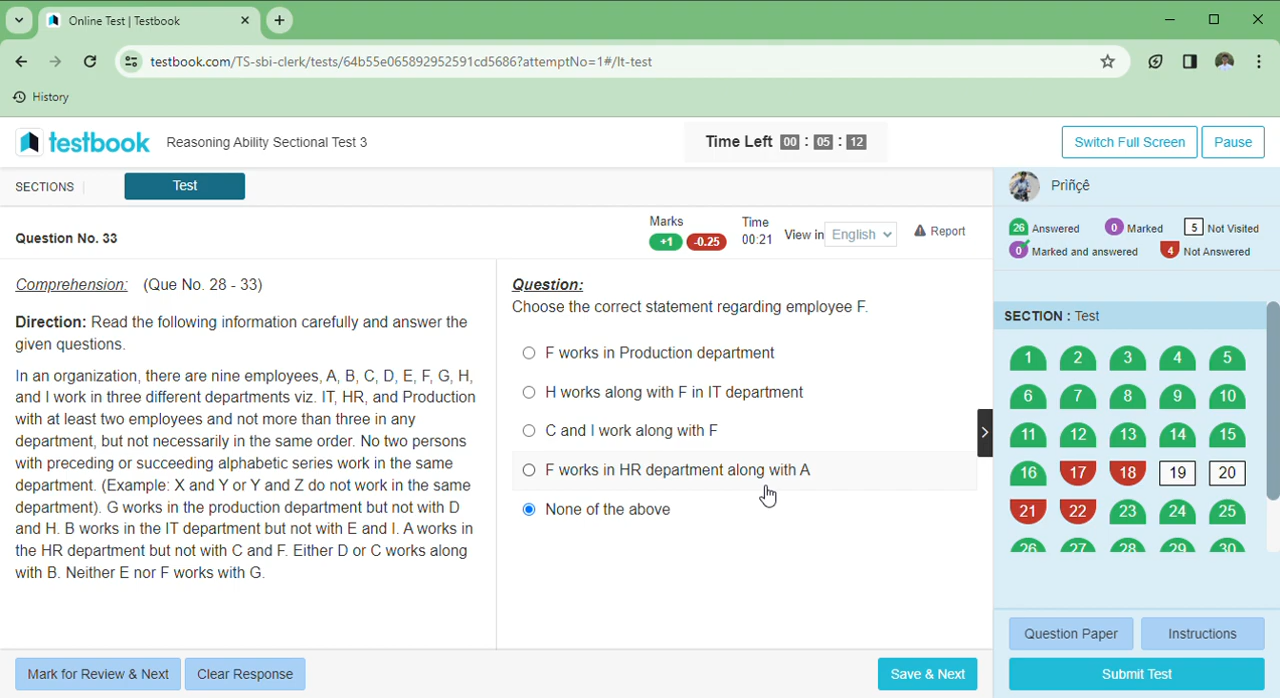 Online Test | Testbook
testbook.com/TS-sbi-clerk/tests/64b55e065892952591cd5686?attemptNo=1#/lt-test
History
testbook Reasoning Ability Sectional Test 3 Time Left 00 : 05 : 12 Switch Full Screen Pause
SECTIONS Test
Prìñçê
Question No. 33 Marks +1 -0.25 Time 00:21 View in English Report
26 Answered 0 Marked 5 Not Visited
0 Marked and answered 4 Not Answered
Comprehension: (Que No. 28 - 33)
Direction: Read the following information carefully and answer the
given questions.
In an organization, there are nine employees, A, B, C, D, E, F, G, H,
and I work in three different departments viz. IT, HR, and Production
with at least two employees and not more than three in any
department, but not necessarily in the same order. No two persons
with preceding or succeeding alphabetic series work in the same
department. (Example: X and Y or Y and Z do not work in the same
department). G works in the production department but not with D
and H. B works in the IT department but not with E and I. A works in
the HR department but not with C and F. Either D or C works along
with B. Neither E nor F works with G.
Question:
Choose the correct statement regarding employee F.
F works in Production department
H works along with F in IT department
C and I work along with F
F works in HR department along with A
None of the above
SECTION : Test
1 2 3 4 5
6 7 8 9 10
11 12 13 14 15
16 17 18 19 20
21 22 23 24 25
26 27 28 29 30
Question Paper Instructions
Mark for Review & Next Clear Response Save & Next Submit Test